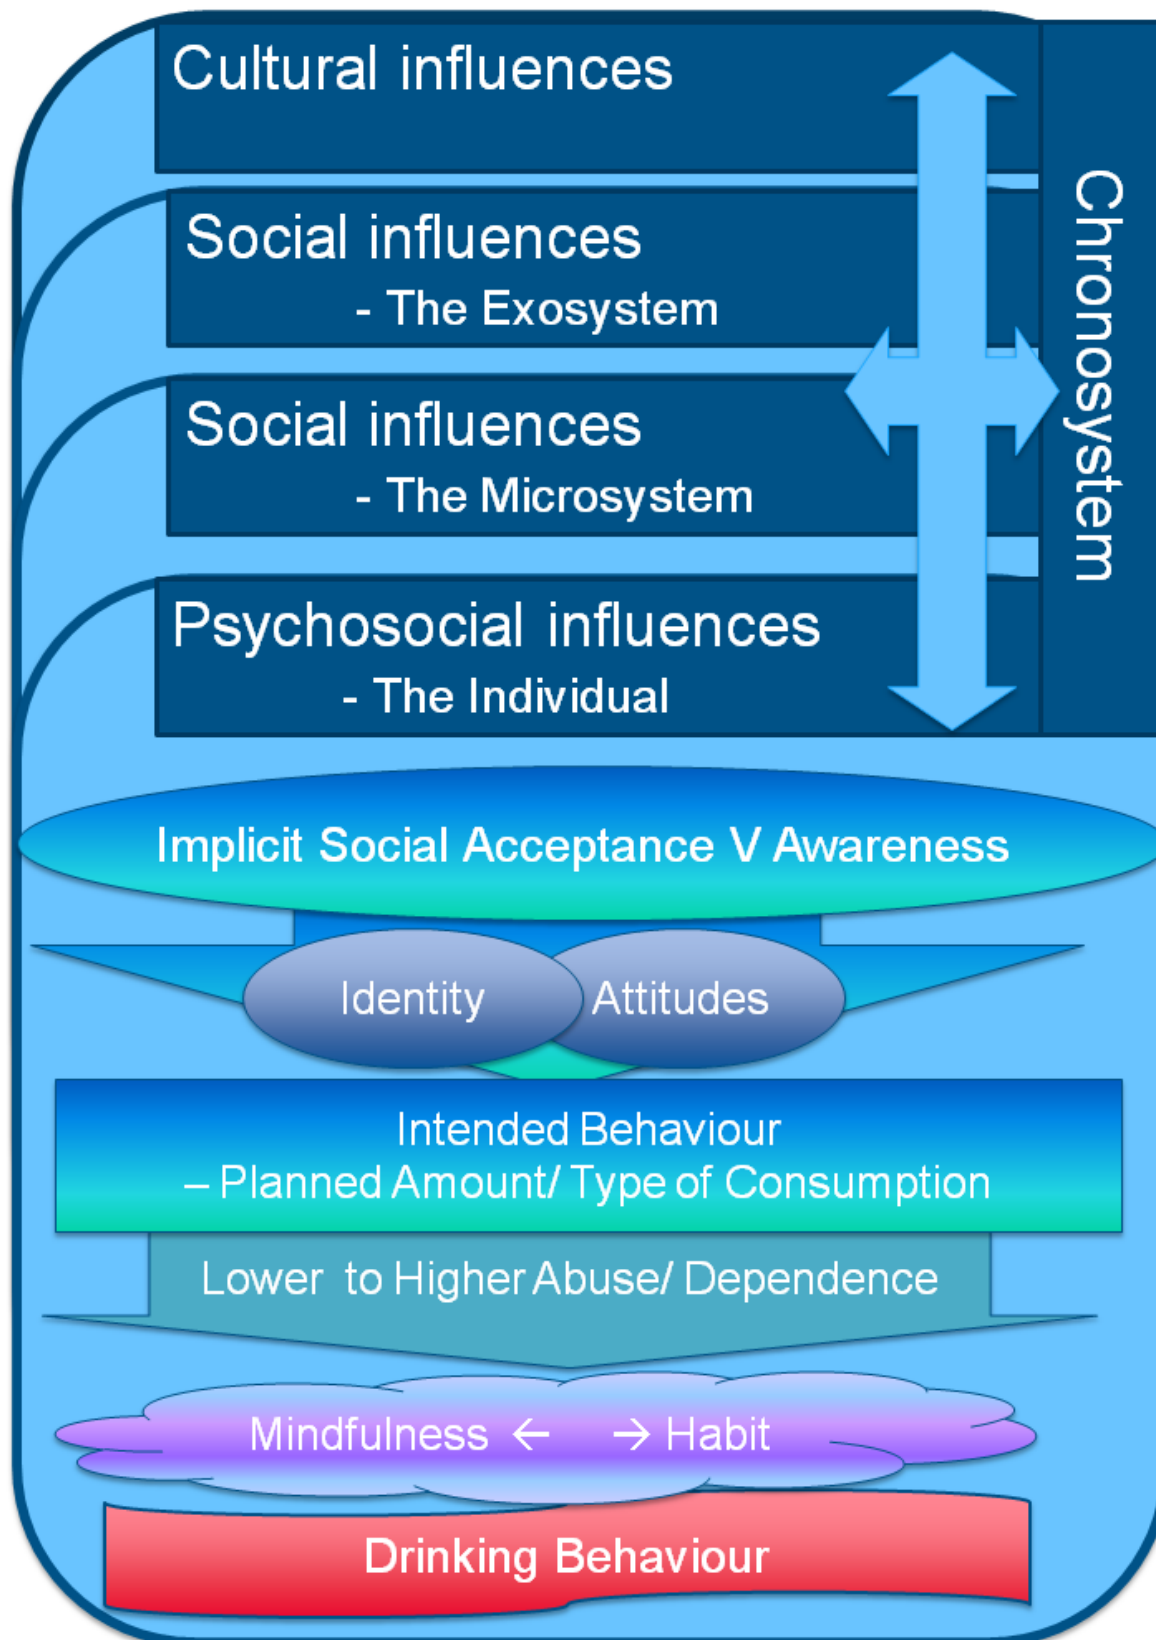 Cultural influences
Social influences
- The Exosystem
Social influences
- The Microsystem
Psychosocial influences
- The Individual
Chronosystem
Implicit Social Acceptance V Awareness
Identity
Attitudes
Intended Behaviour
– Planned Amount/ Type of Consumption
Lower to Higher Abuse/ Dependence
Mindfulness ← → Habit
Drinking Behaviour